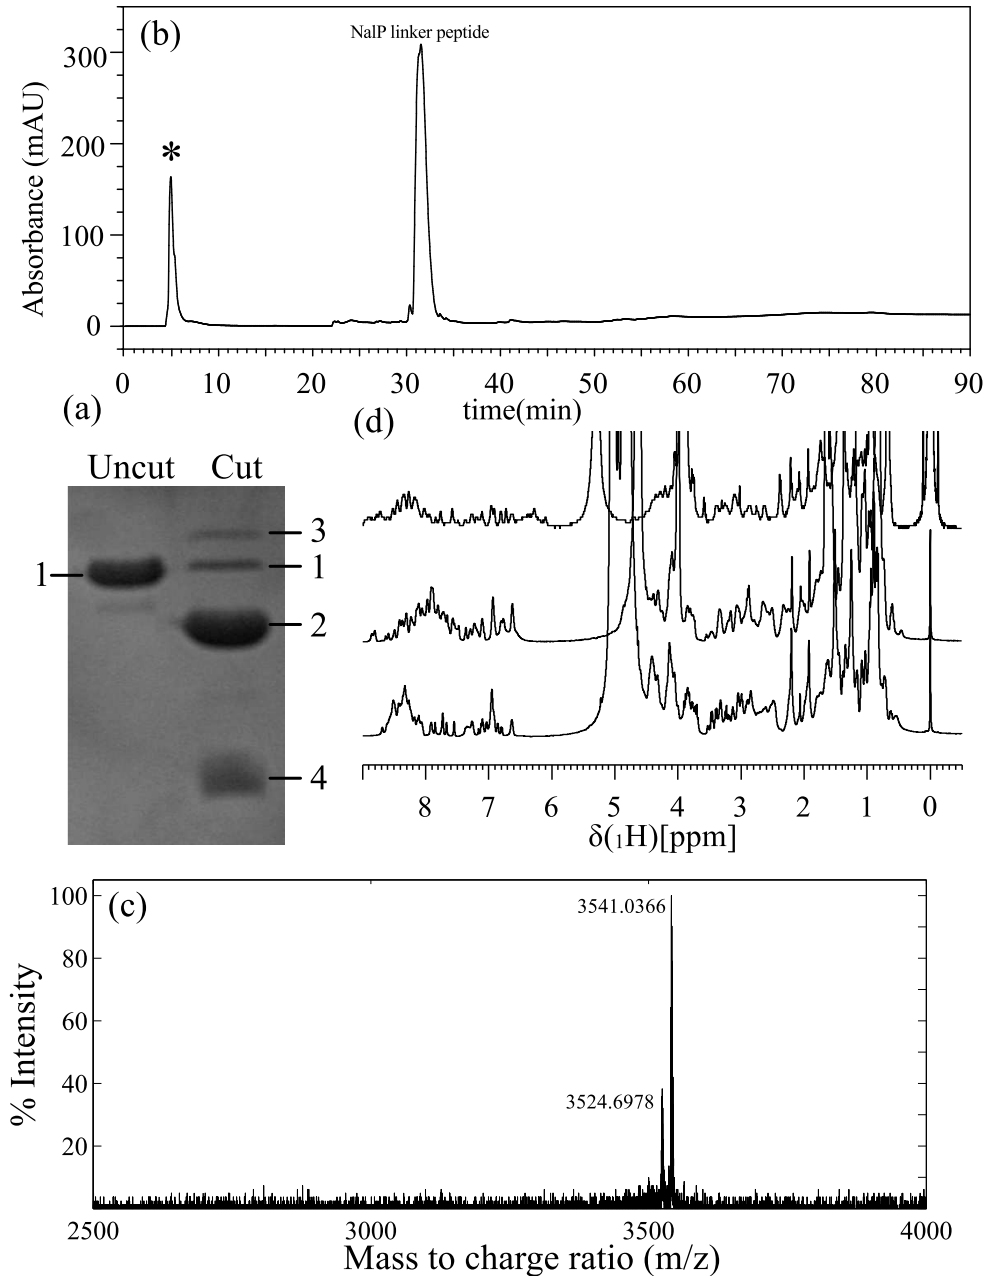 (b)
NalP linker peptide
*
Absorbance (mAU)
300
200
100
0
0 10 20 30 40 50 60 70 80 90
time(min)
(a)
Uncut Cut
1
3
1
2
4
(d)
8 7 6 5 4 3 2 1 0
δ(₁H)[ppm]
(c)
% Intensity
100
80
60
40
20
3541.0366
3524.6978
2500 3000 3500 4000
Mass to charge ratio (m/z)